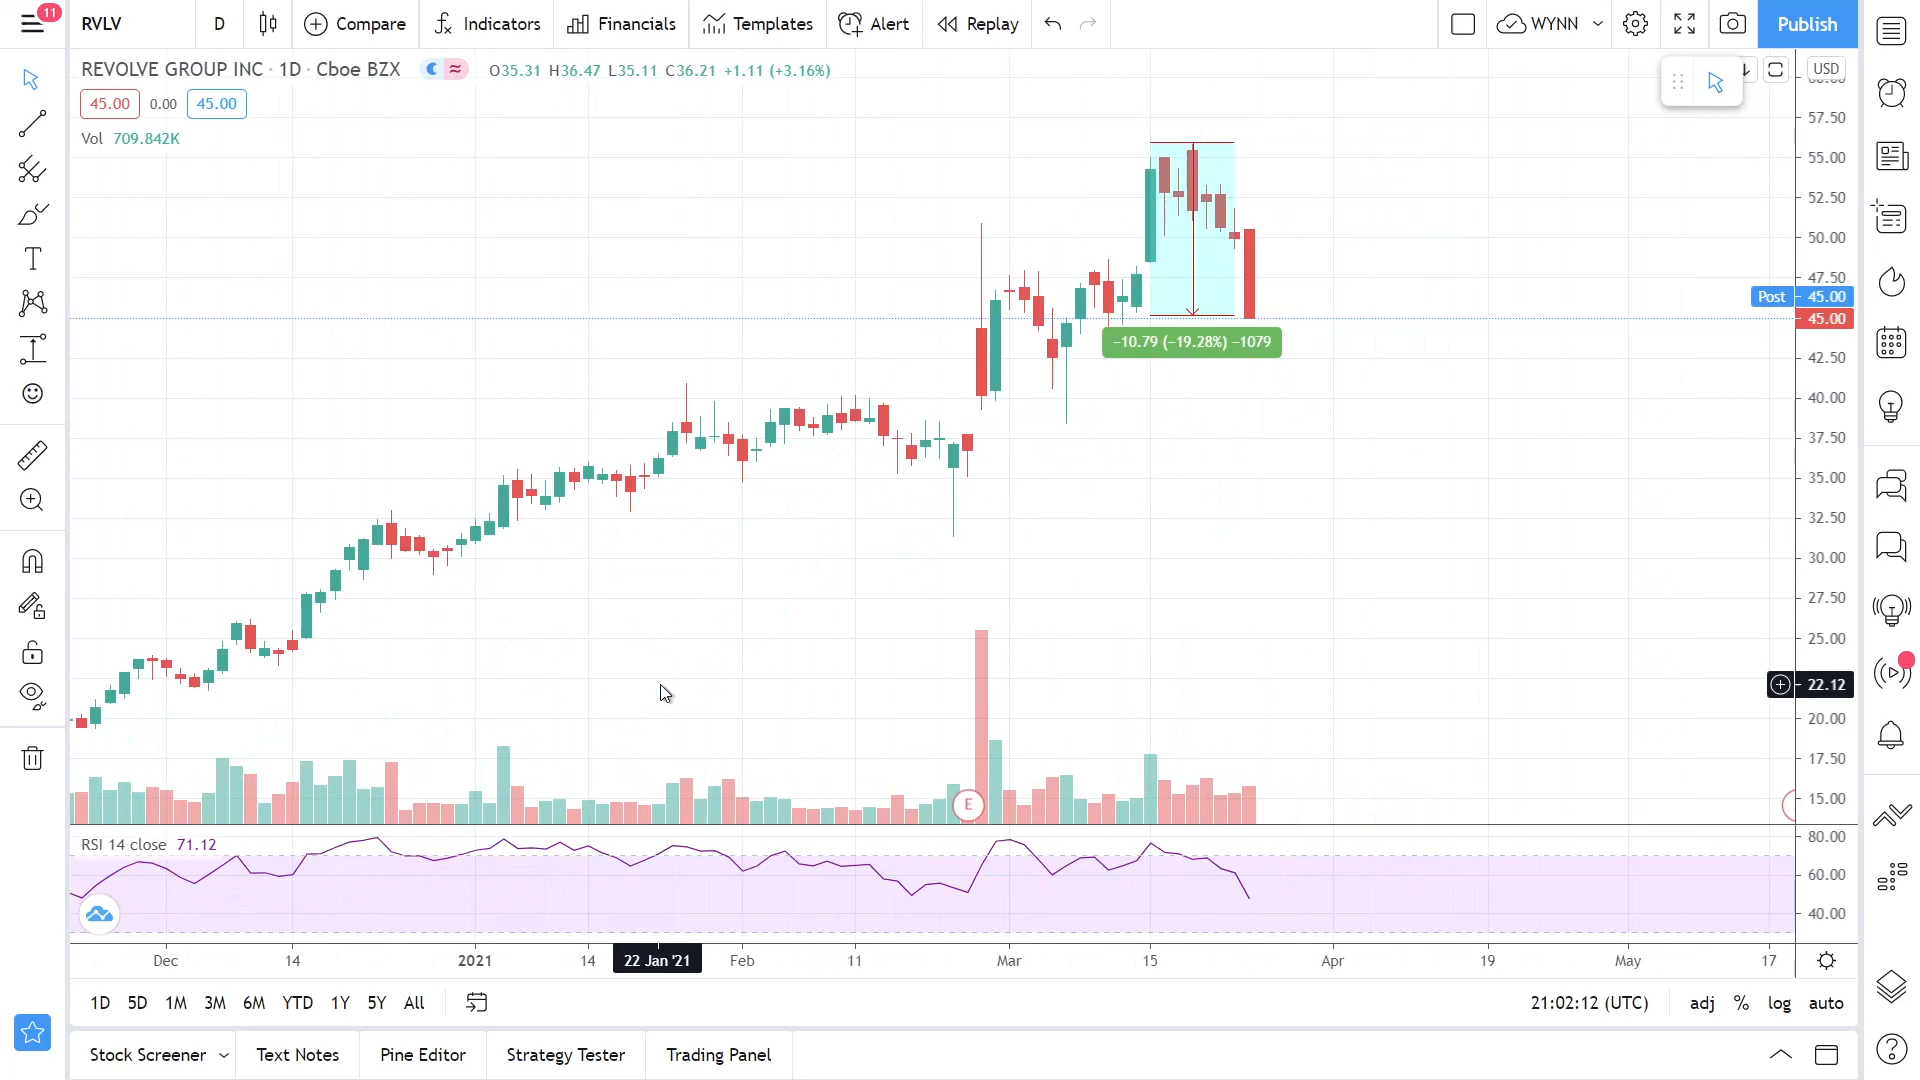 11
RVLV
D
Compare
Indicators
Financials
Templates
Alert
Replay
WYNN
Publish
REVOLVE GROUP INC · 1D · Cboe BZX
O35.31 H36.47 L35.11 C36.21 +1.11 (+3.16%)
USD
45.00 0.00 45.00
Vol 709.842K
57.50
55.00
52.50
50.00
47.50
Post 45.00
45.00
−10.79 (−19.28%) −1079
42.50
40.00
37.50
35.00
32.50
30.00
27.50
25.00
22.12
20.00
17.50
15.00
E
RSI 14 close 71.12
80.00
60.00
40.00
Dec 14 2021 14 22 Jan '21 Feb 11 Mar 15 Apr 19 May 17
1D 5D 1M 3M 6M YTD 1Y 5Y All
21:02:12 (UTC) adj % log auto
Stock Screener Text Notes Pine Editor Strategy Tester Trading Panel